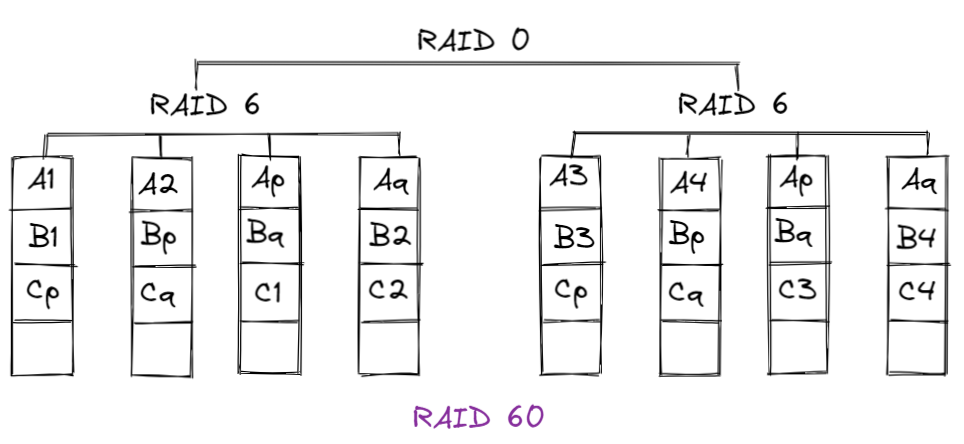 RAID 0
RAID 6 RAID 6
A1 A2 Ap Aq A3 A4 Ap Aq
B1 Bp Bq B2 B3 Bp Bq B4
Cp Cq C1 C2 Cp Cq C3 C4
RAID 60